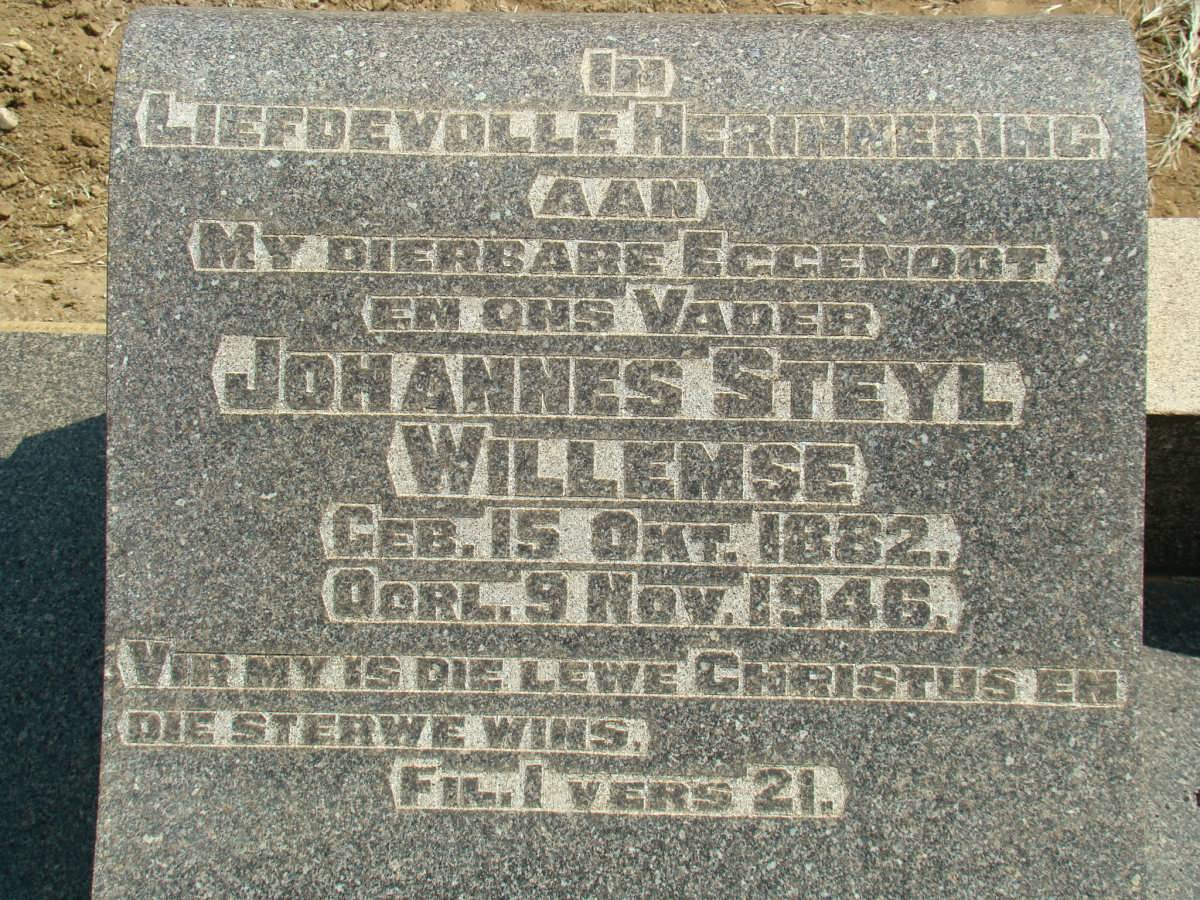 In
Liefdevolle Herinnering
aan
My dierbare Eggenoot
en ons Vader
Johannes Steyl
Willemse
Geb. 15 Okt. 1882.
Oorl. 9 Nov. 1946.
Vir my is die lewe Christus en
die sterwe wins.
Fil. 1 vers 21.